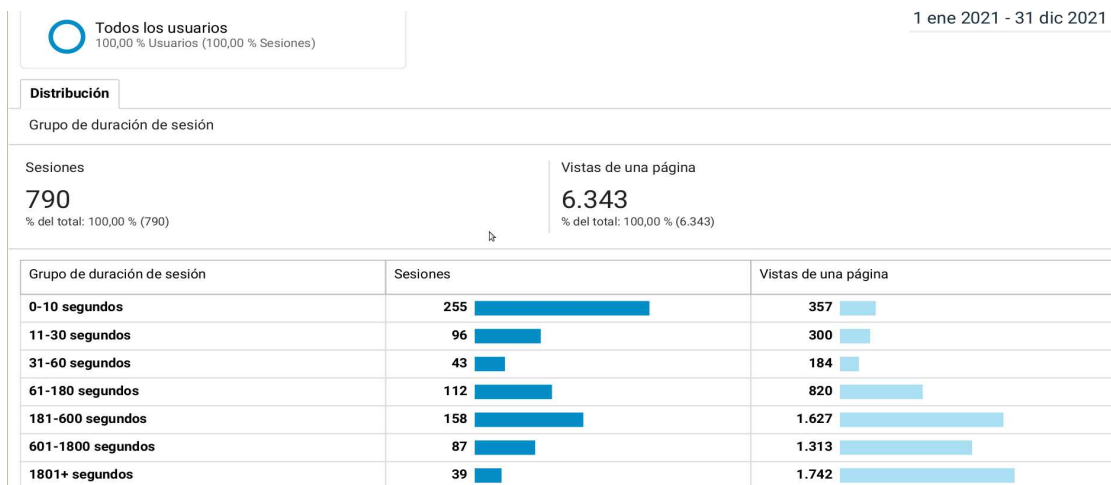 Todos los usuarios
100,00 % Usuarios (100,00 % Sesiones)
1 ene 2021 - 31 dic 2021
Distribución
Grupo de duración de sesión
Sesiones
790
% del total: 100,00 % (790)
Vistas de una página
6.343
% del total: 100,00 % (6.343)
Grupo de duración de sesión Sesiones Vistas de una página
0-10 segundos 255 357
11-30 segundos 96 300
31-60 segundos 43 184
61-180 segundos 112 820
181-600 segundos 158 1.627
601-1800 segundos 87 1.313
1801+ segundos 39 1.742